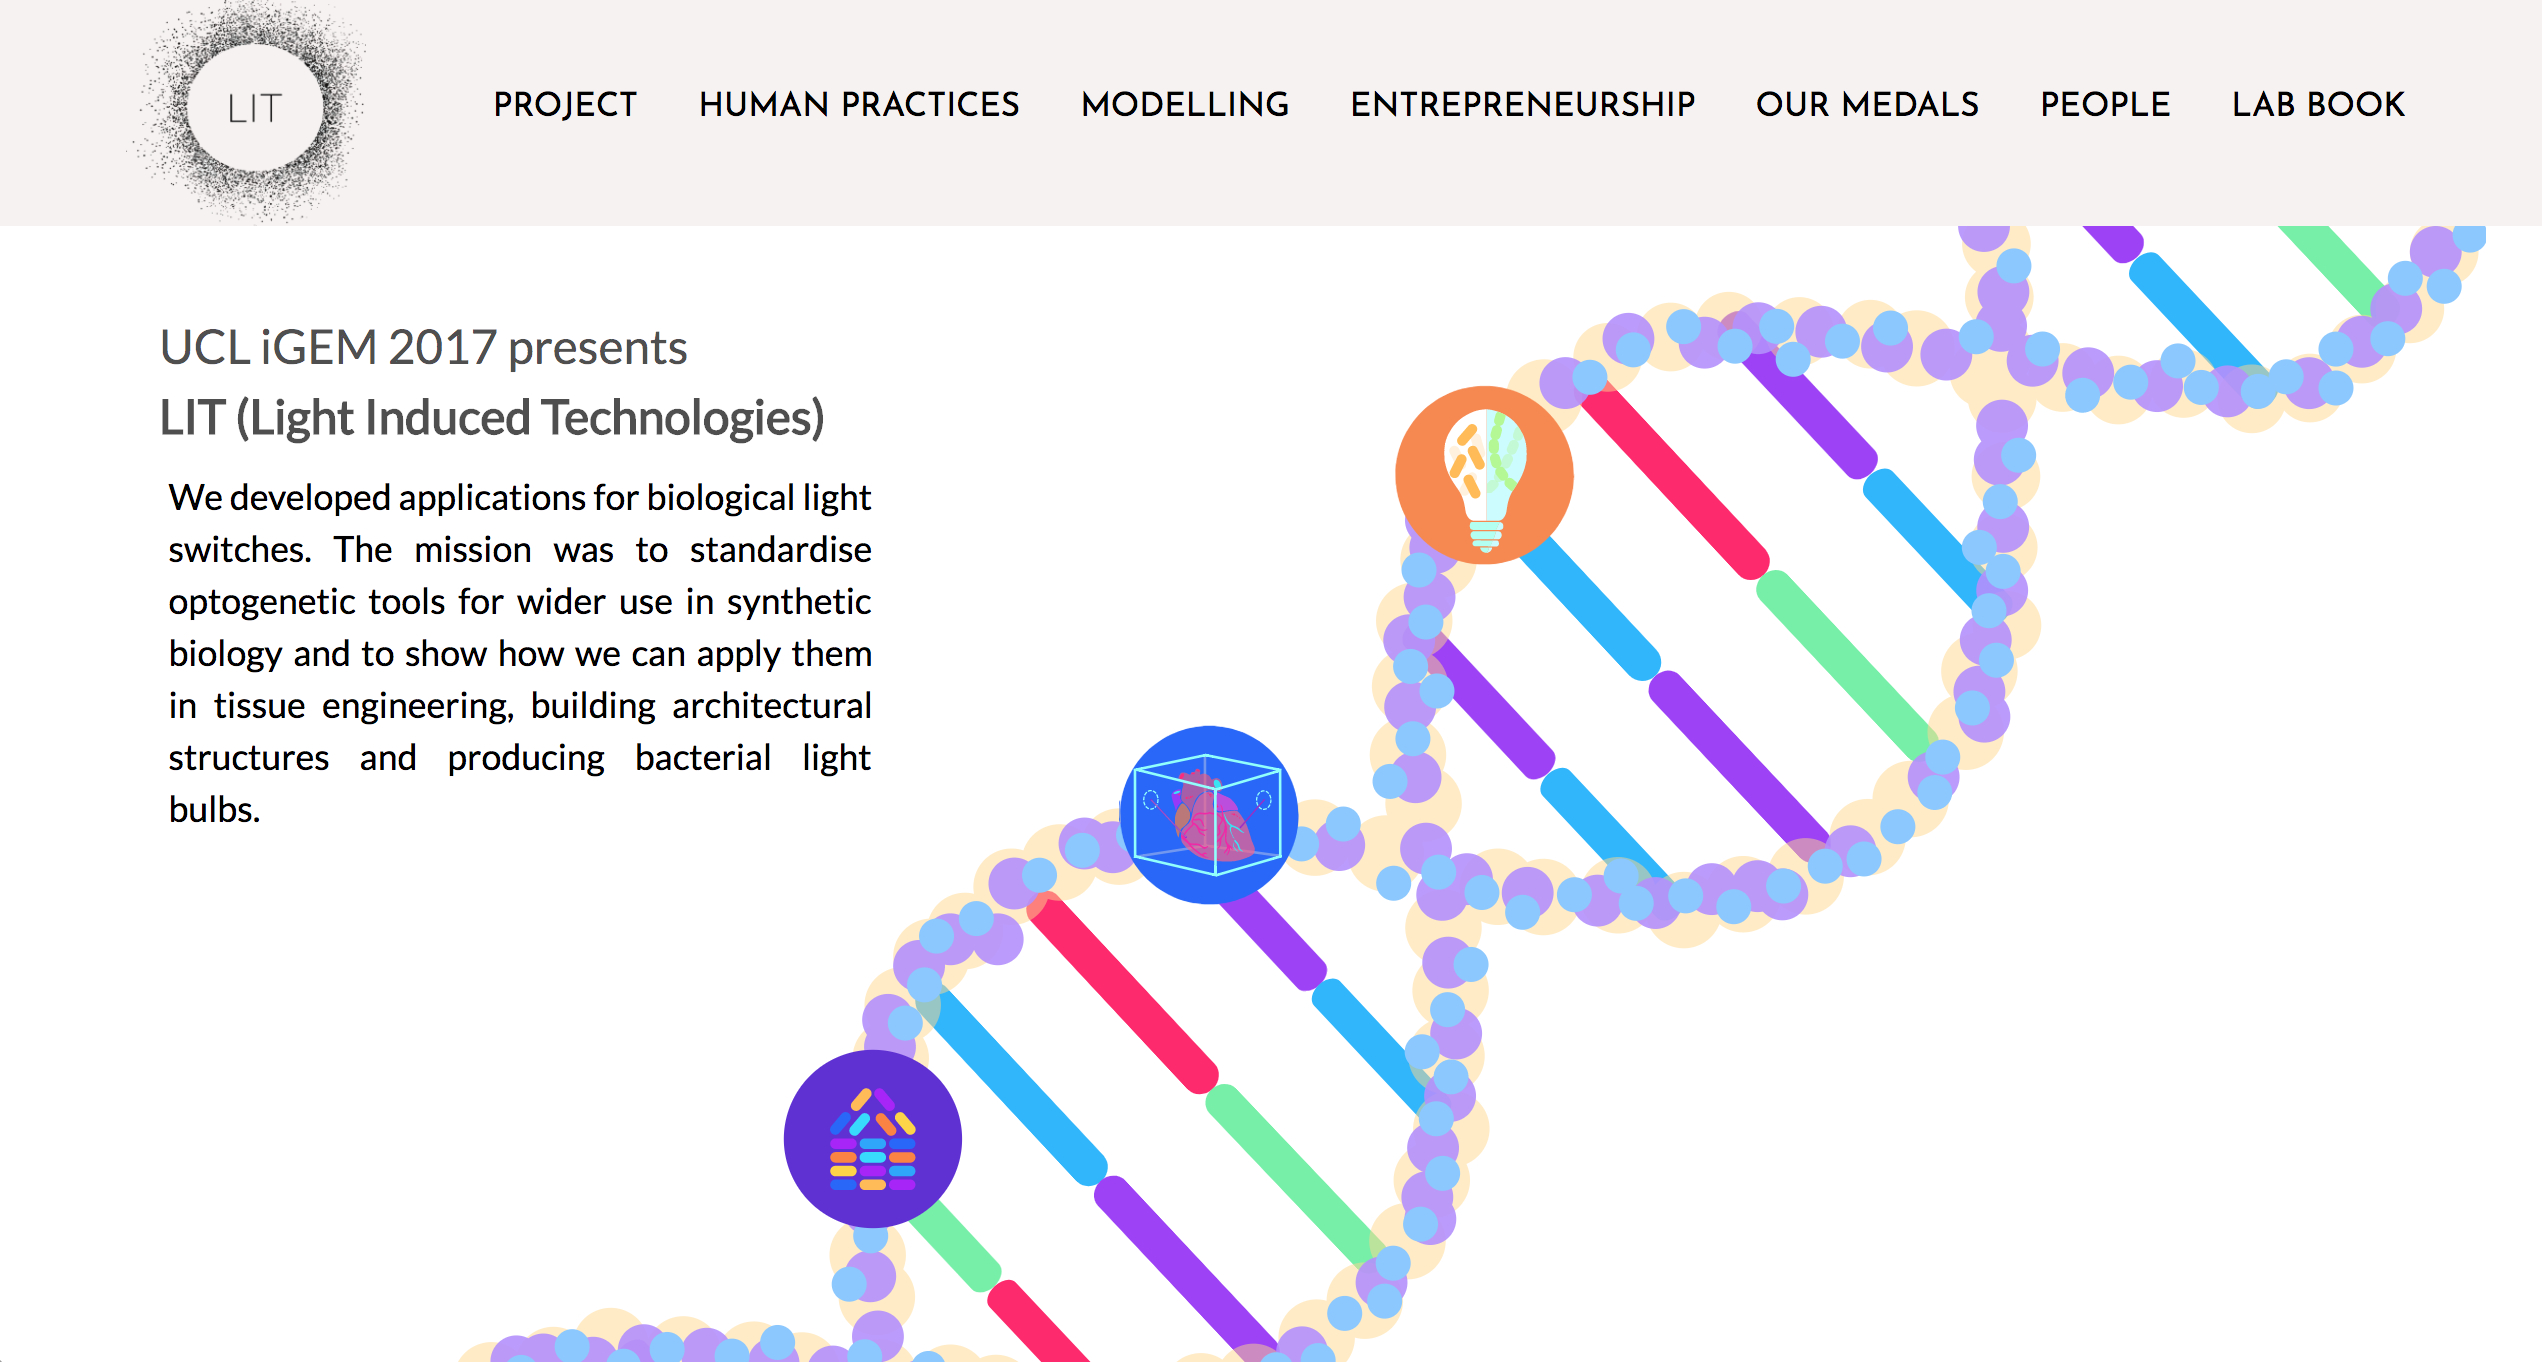 LIT
PROJECT HUMAN PRACTICES MODELLING ENTREPRENEURSHIP OUR MEDALS PEOPLE LAB BOOK
UCL iGEM 2017 presents
LIT (Light Induced Technologies)
We developed applications for biological light
switches. The mission was to standardise
optogenetic tools for wider use in synthetic
biology and to show how we can apply them
in tissue engineering, building architectural
structures and producing bacterial light
bulbs.